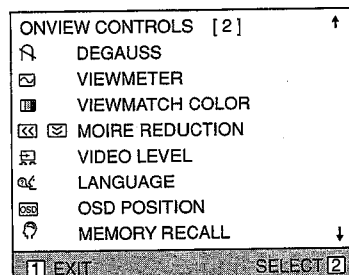 ONVIEW CONTROLS [2]
DEGAUSS
VIEWMETER
VIEWMATCH COLOR
MOIRE REDUCTION
VIDEO LEVEL
LANGUAGE
OSD OSD POSITION
MEMORY RECALL
1 EXIT SELECT 2